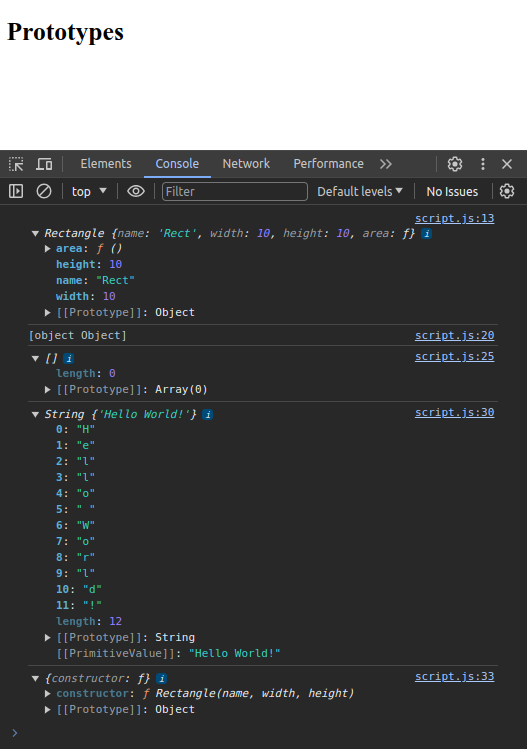 Prototypes
Elements Console Network Performance
top Filter Default levels No Issues
script.js:13
Rectangle {name: 'Rect', width: 10, height: 10, area: ƒ} i
area: ƒ ()
height: 10
name: "Rect"
width: 10
[[Prototype]]: Object
[object Object] script.js:20
[] i script.js:25
length: 0
[[Prototype]]: Array(0)
String {'Hello World!'} i script.js:30
0: "H"
1: "e"
2: "l"
3: "l"
4: "o"
5: " "
6: "W"
7: "o"
8: "r"
9: "l"
10: "d"
11: "!"
length: 12
[[Prototype]]: String
[[PrimitiveValue]]: "Hello World!"
{constructor: ƒ} i script.js:33
constructor: ƒ Rectangle(name, width, height)
[[Prototype]]: Object